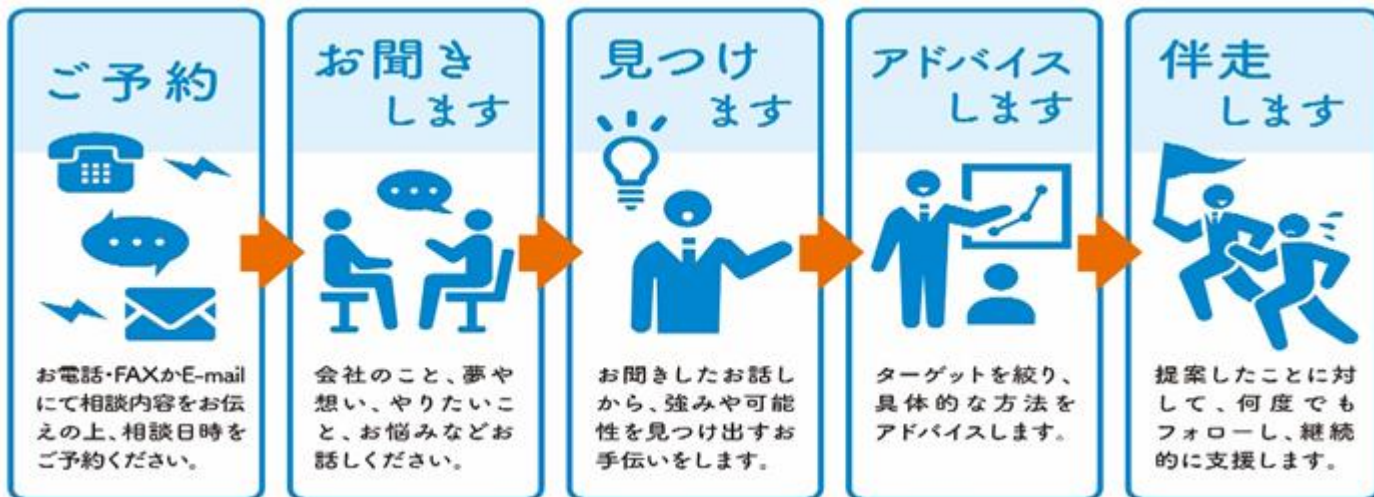 ご予約
お電話・FAXかE-mail
にて相談内容をお伝
えの上、相談日時を
ご予約ください。
お聞き
します
会社のこと、夢や
想い、やりたいこ
と、お悩みなどお
話しください。
見つけ
ます
お聞きしたお話し
から、強みや可能
性を見つけ出すお
手伝いをします。
アドバイス
します
ターゲットを絞り、
具体的な方法を
アドバイスします。
伴走
します
提案したことに対
して、何度でも
フォローし、継続
的に支援します。